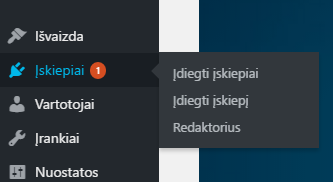 Išvaizda
Įskiepiai 1
Vartotojai
Įrankiai
Nuostatos
Įdiegti įskiepiai
Įdiegti įskiepį
Redaktorius